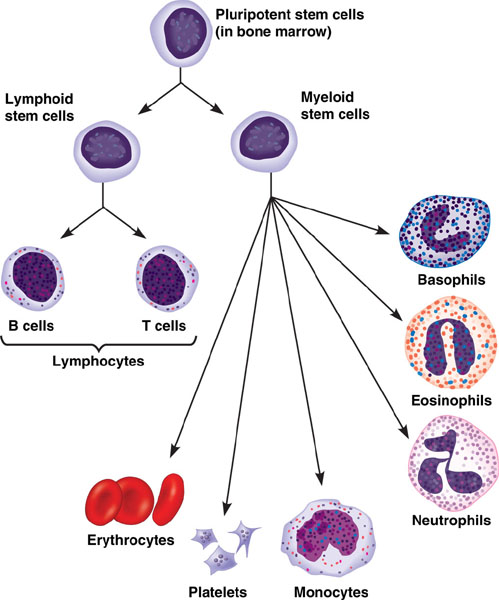 Pluripotent stem cells
(in bone marrow)
Lymphoid
stem cells
Myeloid
stem cells
Basophils
B cells
T cells
Lymphocytes
Eosinophils
Neutrophils
Erythrocytes
Platelets
Monocytes